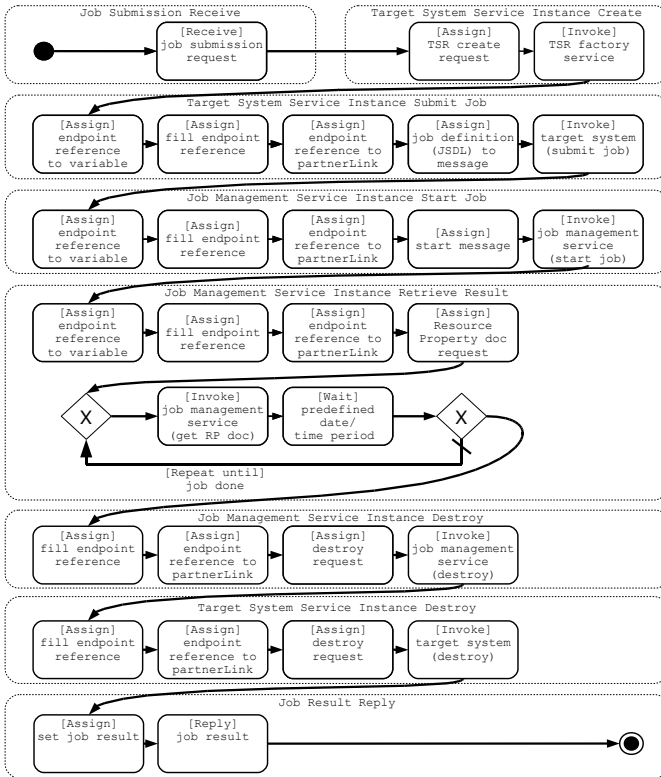 Job Submission Receive
[Receive]
job submission
request
Target System Service Instance Create
[Assign]
TSR create
request
[Invoke]
TSR factory
service
Target System Service Instance Submit Job
[Assign]
endpoint
reference
to variable
[Assign]
fill endpoint
reference
[Assign]
endpoint
reference to
partnerLink
[Assign]
job definition
(JSDL) to
message
[Invoke]
target system
(submit job)
Job Management Service Instance Start Job
[Assign]
endpoint
reference
to variable
[Assign]
fill endpoint
reference
[Assign]
endpoint
reference to
partnerLink
[Assign]
start message
[Invoke]
job management
service
(start job)
Job Management Service Instance Retrieve Result
[Assign]
endpoint
reference
to variable
[Assign]
fill endpoint
reference
[Assign]
endpoint
reference to
partnerLink
[Assign]
Resource
Property doc
request
X
[Invoke]
job management
service
(get RP doc)
[Wait]
predefined
date/
time period
X
[Repeat until]
job done
Job Management Service Instance Destroy
[Assign]
fill endpoint
reference
[Assign]
endpoint
reference to
partnerLink
[Assign]
destroy
request
[Invoke]
job management
service
(destroy)
Target System Service Instance Destroy
[Assign]
fill endpoint
reference
[Assign]
endpoint
reference to
partnerLink
[Assign]
destroy
request
[Invoke]
target system
(destroy)
Job Result Reply
[Assign]
set job result
[Reply]
job result